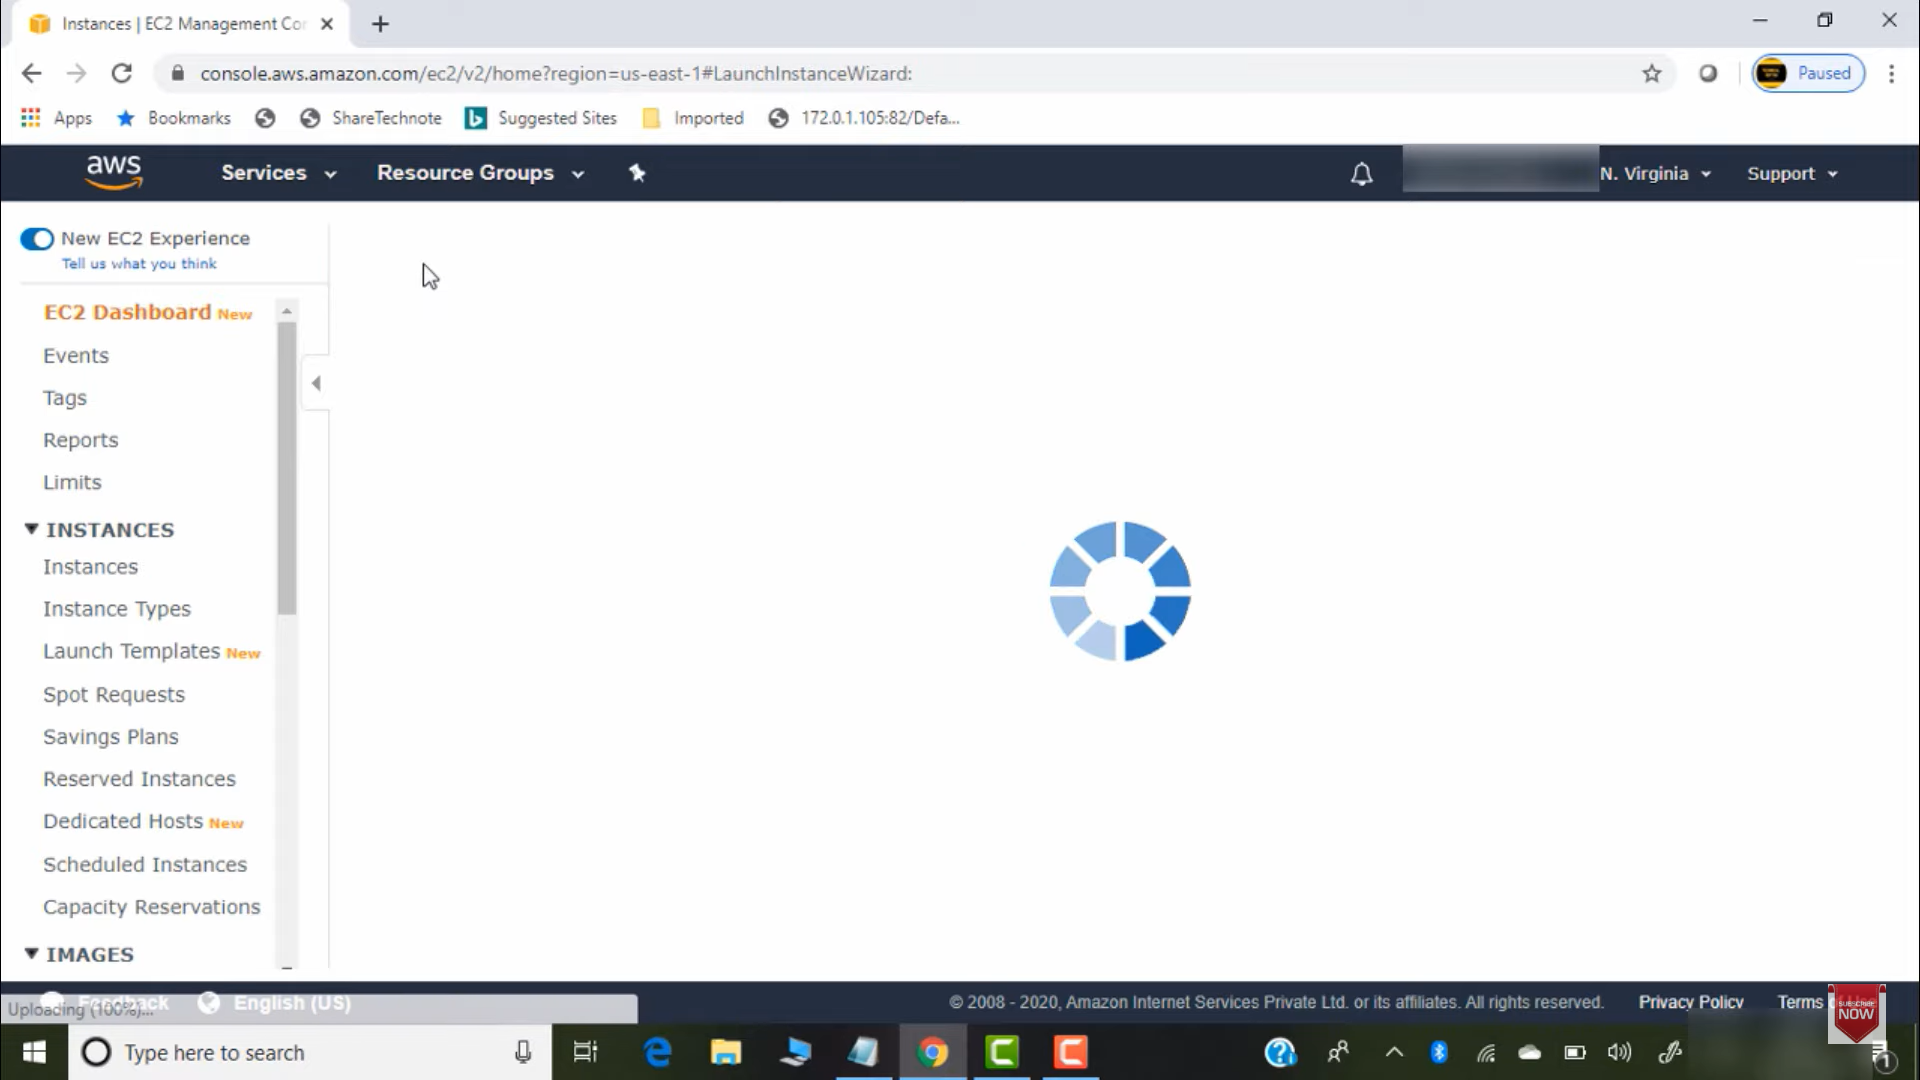 Instances | EC2 Management Co
console.aws.amazon.com/ec2/v2/home?region=us-east-1#LaunchInstanceWizard:
Paused
Apps
Bookmarks
ShareTechnote
Suggested Sites
Imported
172.0.1.105:82/Defa...
aws
Services
Resource Groups
N. Virginia
Support
New EC2 Experience
Tell us what you think
EC2 Dashboard New
Events
Tags
Reports
Limits
INSTANCES
Instances
Instance Types
Launch Templates New
Spot Requests
Savings Plans
Reserved Instances
Dedicated Hosts New
Scheduled Instances
Capacity Reservations
IMAGES
Uploading (100%)...
Feedback
English (US)
© 2008 - 2020, Amazon Internet Services Private Ltd. or its affiliates. All rights reserved.
Privacy Policy
Terms
SUBSCRIBE
NOW
Type here to search
1